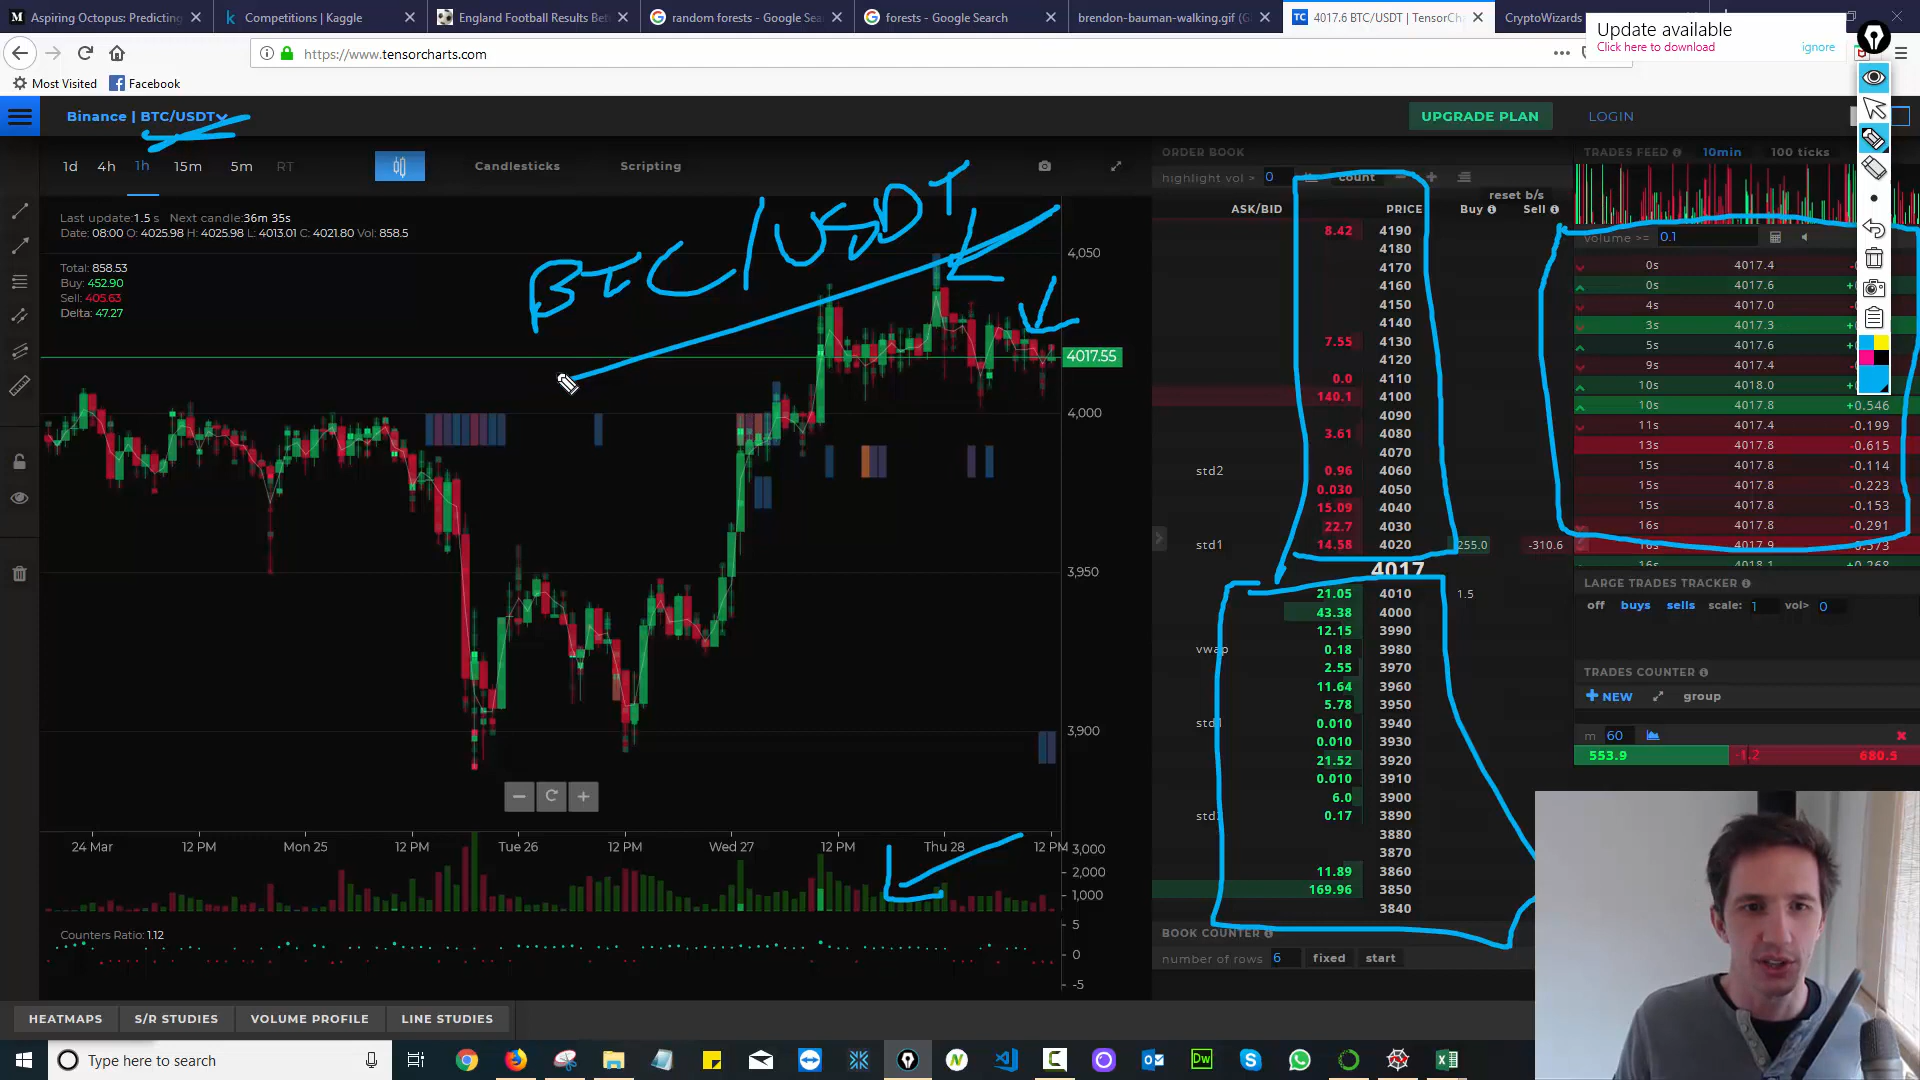 Aspiring Octopus: Predicting
Competitions | Kaggle
England Football Results Bet
random forests - Google Sea
forests - Google Search
brendon-bauman-walking.gif (G
4017.6 BTC/USDT | TensorCha
CryptoWizards
Update available
Click here to download
ignore
https://www.tensorcharts.com
Most Visited
Facebook
Binance | BTC/USDT
UPGRADE PLAN
LOGIN
1d 4h 1h 15m 5m RT
Candlesticks
Scripting
Last update:1.5 s Next candle:36m 35s
Date: 08:00 O: 4025.98 H: 4025.98 L: 4013.01 C: 4021.80 Vol: 858.5
Total: 858.53
Buy: 452.90
Sell: 405.63
Delta: 47.27
BTC/USDT
4,050
4017.55
4,000
3,950
3,900
24 Mar 12 PM Mon 25 12 PM Tue 26 12 PM Wed 27 12 PM Thu 28 12 PM
3,000
2,000
1,000
5
Counters Ratio: 1.12
0
-5
HEATMAPS
S/R STUDIES
VOLUME PROFILE
LINE STUDIES
ORDER BOOK
highlight vol > 0
count
reset b/s
ASK/BID PRICE Buy Sell
8.42 4190
4180
4170
4160
4150
4140
7.55 4130
4120
0.0 4110
140.1 4100
4090
3.61 4080
4070
std2 0.96 4060
0.030 4050
15.09 4040
22.7 4030
std1 14.58 4020 255.0 -310.6
4017
21.05 4010 1.5
43.38 4000
12.15 3990
vwap 0.18 3980
2.55 3970
11.64 3960
5.78 3950
0.010 3940
0.010 3930
21.52 3920
0.010 3910
6.0 3900
0.17 3890
3880
3870
11.89 3860
169.96 3850
3840
BOOK COUNTER
number of rows 6 fixed start
TRADES FEED 10min 100 ticks
volume >= 0.1
0s 4017.4
0s 4017.6
4s 4017.0
3s 4017.3
5s 4017.6
9s 4017.4
10s 4018.0
10s 4017.8 +0.546
11s 4017.4 -0.199
13s 4017.8 -0.615
15s 4017.8 -0.114
15s 4017.8 -0.223
15s 4017.8 -0.153
16s 4017.8 -0.291
16s 4017.9 -0.573
16s 4018.1 +0.268
LARGE TRADES TRACKER
off buys sells scale: 1 vol> 0
TRADES COUNTER
NEW group
m 60
553.9 680.5
Type here to search